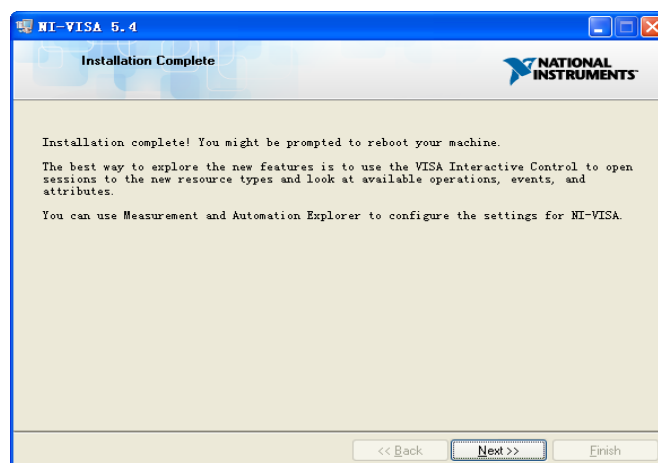 NI-VISA 5.4
Installation Complete
NATIONAL
INSTRUMENTS
Installation complete! You might be prompted to reboot your machine.
The best way to explore the new features is to use the VISA Interactive Control to open
sessions to the new resource types and look at available operations, events, and
attributes.
You can use Measurement and Automation Explorer to configure the settings for NI-VISA.
<< Back
Next >>
Finish